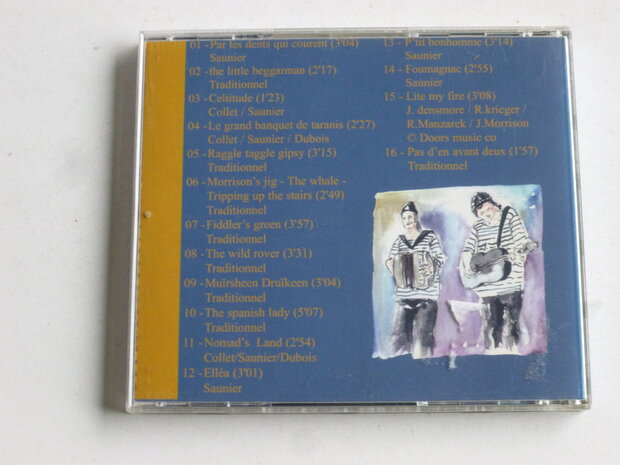 01 - Par les dents qui courent (3'04)
Saunier
02 - the little beggarman (2'17)
Traditionnel
03 - Celtitude (1'23)
Collet / Saunier
04 - Le grand banquet de taranis (2'27)
Collet / Saunier / Dubois
05 - Raggle taggle gipsy (3'15)
Traditionnel
06 - Morrison's jig - The whale -
Tripping up the stairs (2'49)
Traditionnel
07 - Fiddler's green (3'57)
Traditionnel
08 - The wild rover (3'31)
Traditionnel
09 - Muïrsheen Druïkeen (3'04)
Traditionnel
10 - The spanish lady (5'07)
Traditionnel
11 - Nomad's Land (2'54)
Collet/Saunier/Dubois
12 - Elléa (3'01)
Saunier
13 - P'tit bonhomme (3'14)
Saunier
14 - Foumagnac (2'55)
Saunier
15 - Lite my fire (3'08)
J. densmore / R.krieger /
R.Manzarek / J.Morrison
© Doors music co
16 - Pas d'en avant deux (1'57)
Traditionnel